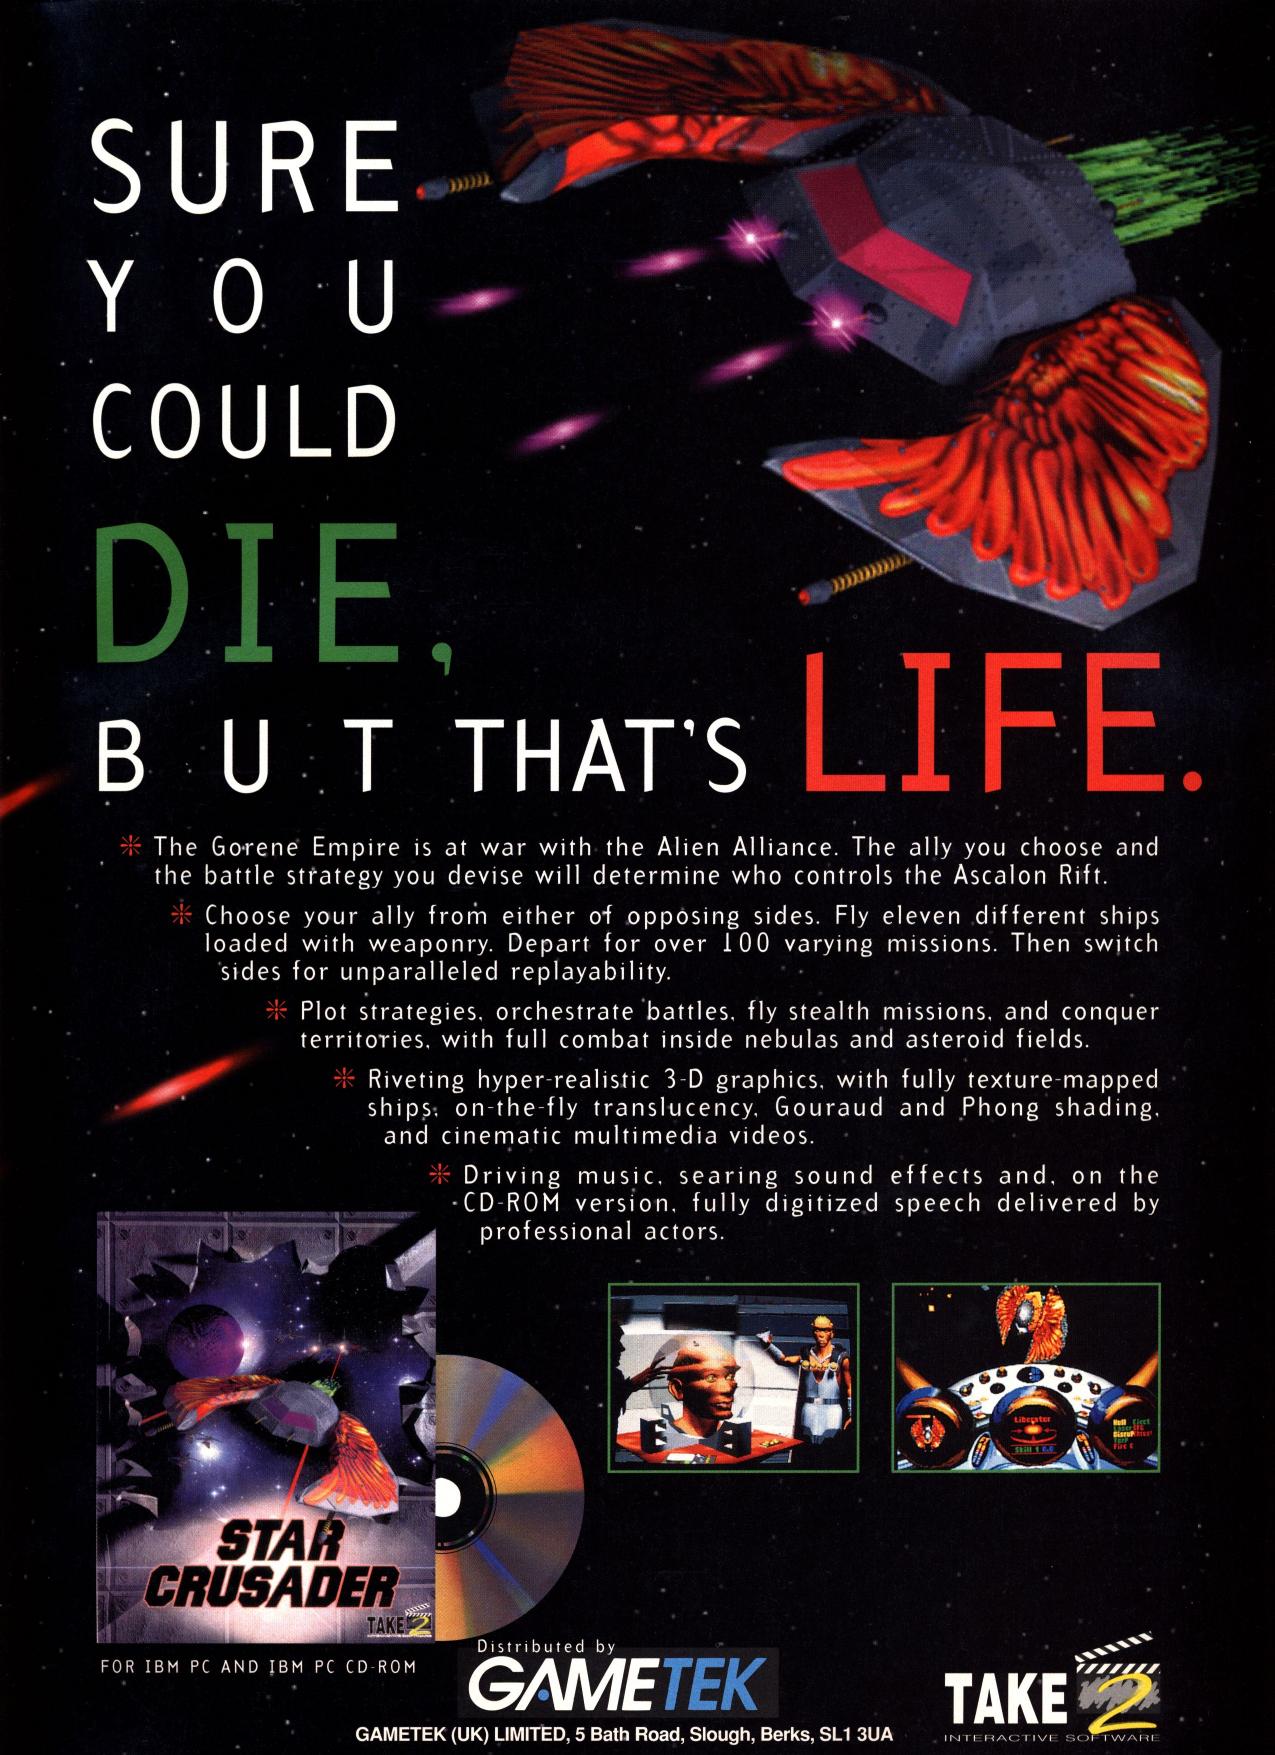 SURE
YOU
COULD
DIE,
BUT THAT'S LIFE.
The Gorene Empire is at war with the Alien Alliance. The ally you choose and
the battle strategy you devise will determine who controls the Ascalon Rift.
Choose your ally from either of opposing sides. Fly eleven different ships
loaded with weaponry. Depart for over 100 varying missions. Then switch
sides for unparalleled replayability.
Plot strategies, orchestrate battles, fly stealth missions, and conquer
territories, with full combat inside nebulas and asteroid fields.
Riveting hyper-realistic 3-D graphics, with fully texture-mapped
ships, on-the-fly translucency, Gouraud and Phong shading,
and cinematic multimedia videos.
Driving music, searing sound effects and, on the
CD-ROM version, fully digitized speech delivered by
professional actors.
Liberator
Skill 1 0.0
Hull Eject
STAR
CRUSADER
TAKE 2
FOR IBM PC AND IBM PC CD-ROM
Distributed by
GAMETEK
GAMETEK (UK) LIMITED, 5 Bath Road, Slough, Berks, SL1 3UA
TAKE 2
INTERACTIVE SOFTWARE